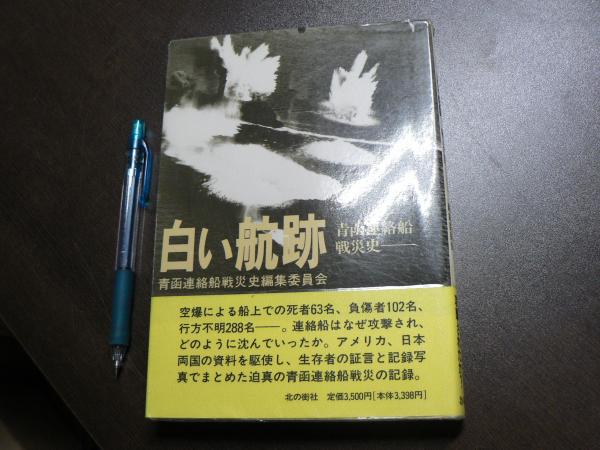 白い航跡
青函連絡船
戦災史——
青函連絡船戦災史編集委員会
空爆による船上での死者63名、負傷者102名、
行方不明288名——。連絡船はなぜ攻撃され、
どのように沈んでいったか。アメリカ、日本
両国の資料を駆使し、生存者の証言と記録写
真でまとめた迫真の青函連絡船戦災の記録。
北の街社 定価3,500円[本体3,398円]